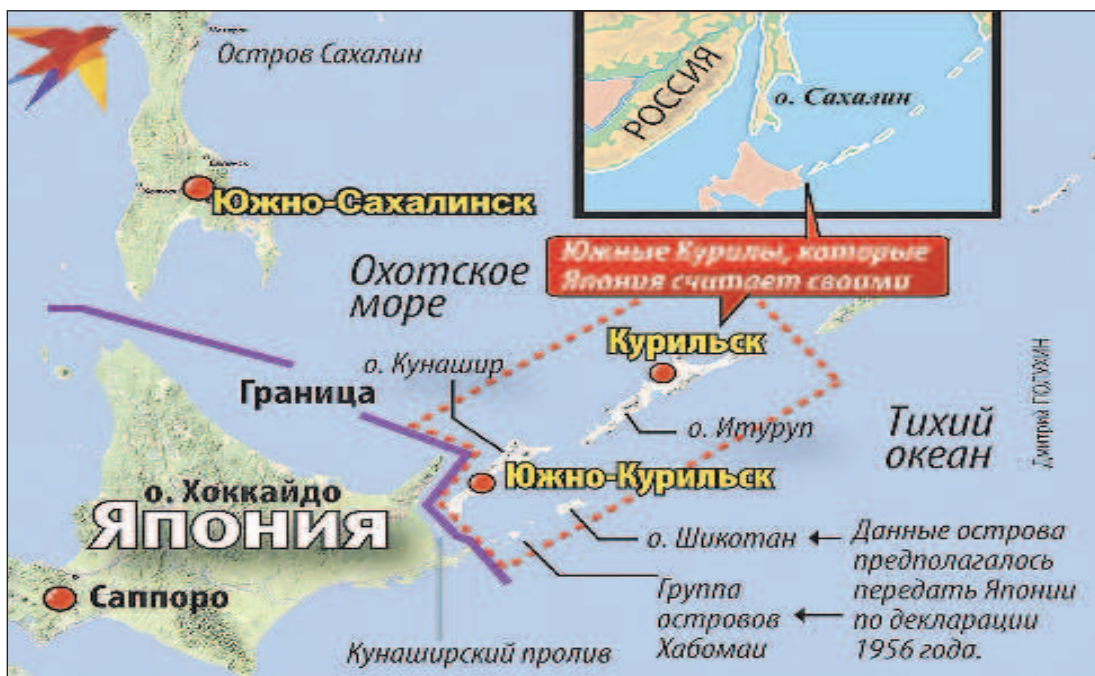 Остров Сахалин
РОССИЯ
о. Сахалин
Южно-Сахалинск
Южные Курилы, которые
Япония считает своими
Охотское
море
Курильск
о. Кунашир
Граница
о. Итуруп
Тихий
океан
Дмитрий ПОЛУХИН
Южно-Курильск
о. Хоккайдо
ЯПОНИЯ
о. Шикотан
Данные острова
предполагалось
передать Японии
по декларации
1956 года.
Группа
островов
Хабомаи
Саппоро
Кунаширский пролив